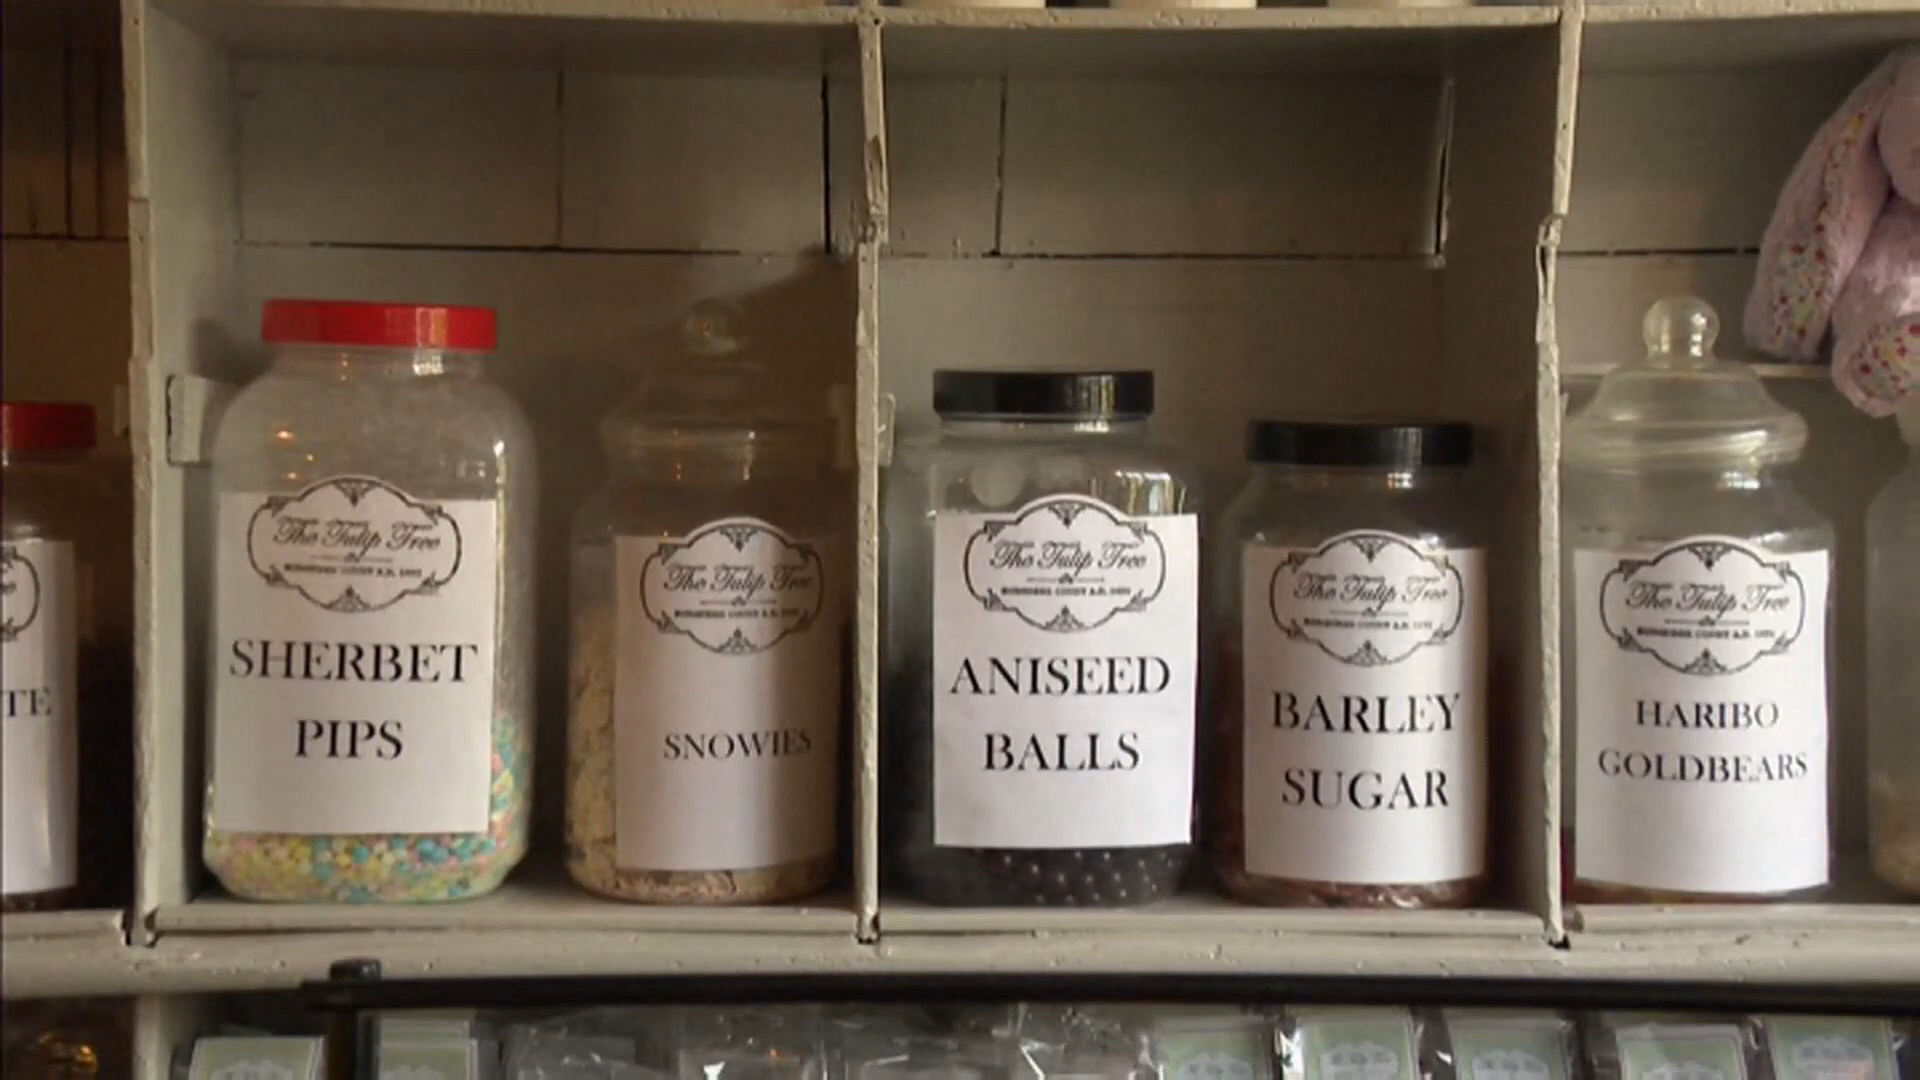 TE
The Tulip Tree
SHERBET
PIPS
The Tulip Tree
SNOWIES
The Tulip Tree
ANISEED
BALLS
The Tulip Tree
BARLEY
SUGAR
The Tulip Tree
HARIBO
GOLDBEARS